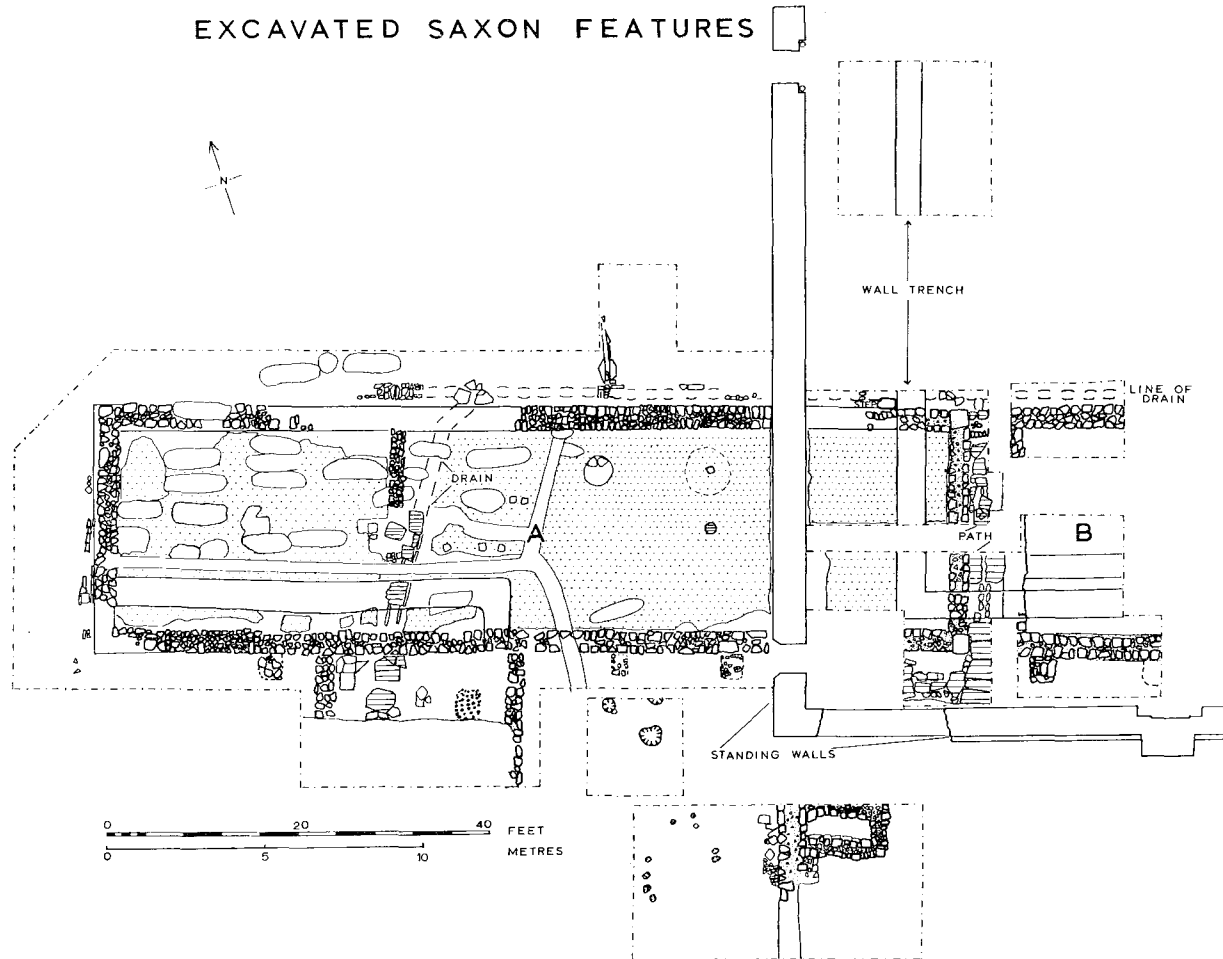 EXCAVATED SAXON FEATURES
N
WALL TRENCH
LINE OF
DRAIN
STEP
DRAIN
A
PATH
B
STANDING WALLS
0 20 40 FEET
0 5 10 METRES